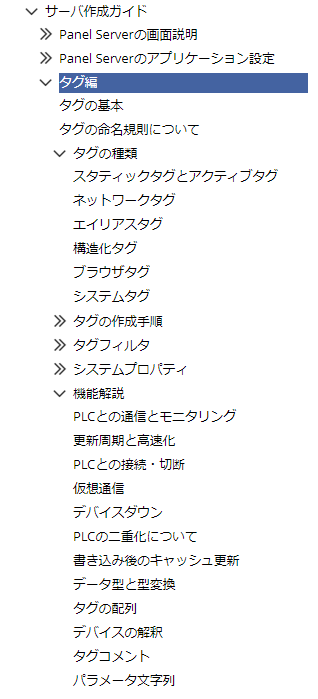 サーバ作成ガイド
Panel Serverの画面説明
Panel Serverのアプリケーション設定
タグ編
タグの基本
タグの命名規則について
タグの種類
スタティックタグとアクティブタグ
ネットワークタグ
エイリアスタグ
構造化タグ
ブラウザタグ
システムタグ
タグの作成手順
タグフィルタ
システムプロパティ
機能解説
PLCとの通信とモニタリング
更新周期と高速化
PLCとの接続・切断
仮想通信
デバイスダウン
PLCの二重化について
書き込み後のキャッシュ更新
データ型と型変換
タグの配列
デバイスの解釈
タグコメント
パラメータ文字列